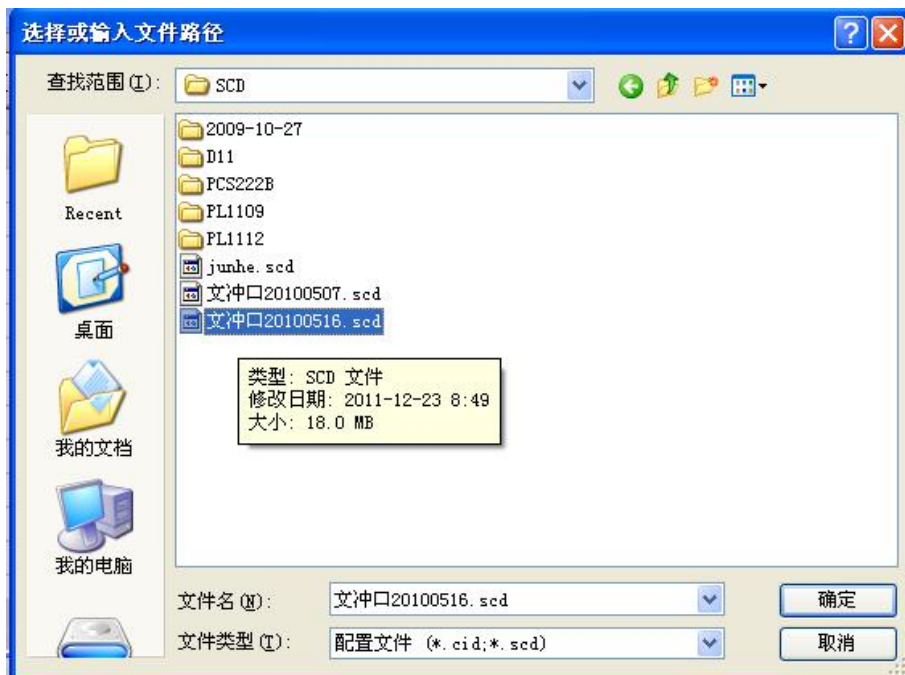 选择或输入文件路径
查找范围(I):
SCD
Recent
桌面
我的文档
我的电脑
2009-10-27
D11
PCS222B
PL1109
PL1112
junhe.scd
文冲口20100507.scd
文冲口20100516.scd
类型: SCD 文件
修改日期: 2011-12-23 8:49
大小: 18.0 MB
文件名(N):
文冲口20100516.scd
确定
文件类型(T):
配置文件 (*.cid;*.scd)
取消